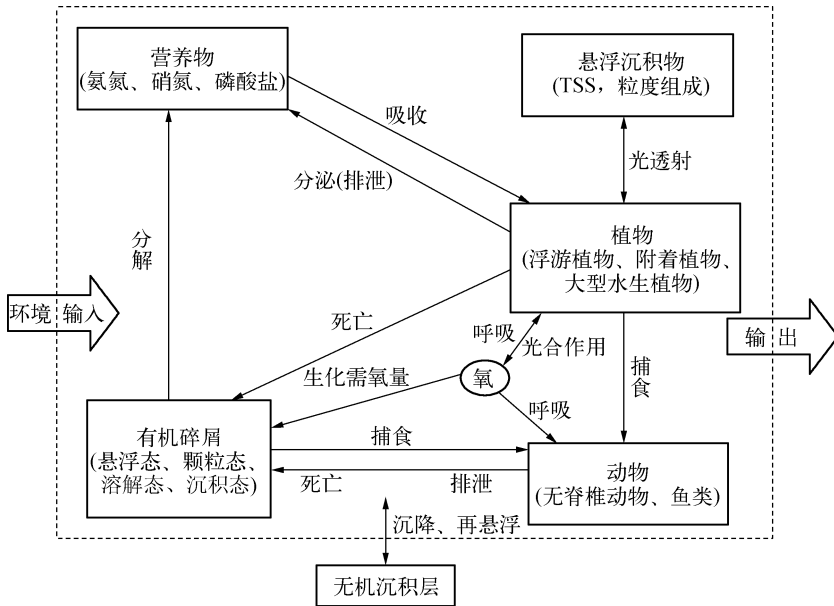 营养物
(氨氮、硝氮、磷酸盐)
悬浮沉积物
(TSS，粒度组成)
吸收
光透射
分泌(排泄)
植物
(浮游植物、附着植物、
大型水生植物)
分解
环境 输入
死亡
呼吸
光合作用
输 出
生化需氧量
氧
捕食
呼吸
有机碎屑
(悬浮态、颗粒态、
溶解态、沉积态)
捕食
死亡
排泄
动物
(无脊椎动物、鱼类)
沉降、再悬浮
无机沉积层